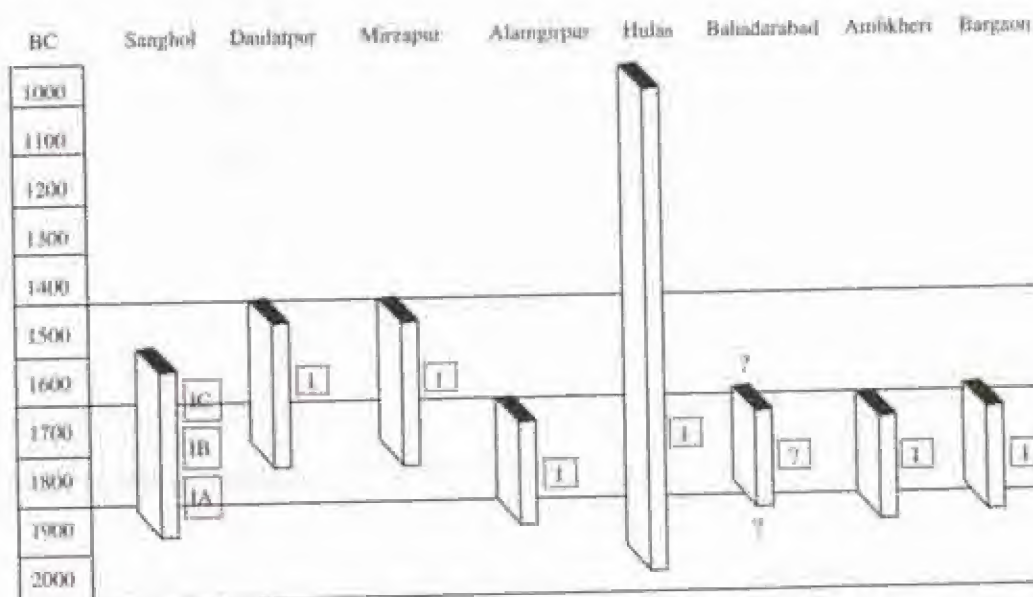 BC Sanghol Daulatpur Mirzapur Alamgirpur Hulas Bahadarabad Ambkheri Bargaon
1000
1100
1200
1300
1400
1500
?
1600 IC I I
1700 IB I ? I I
1800 IA I
1900 ?
2000